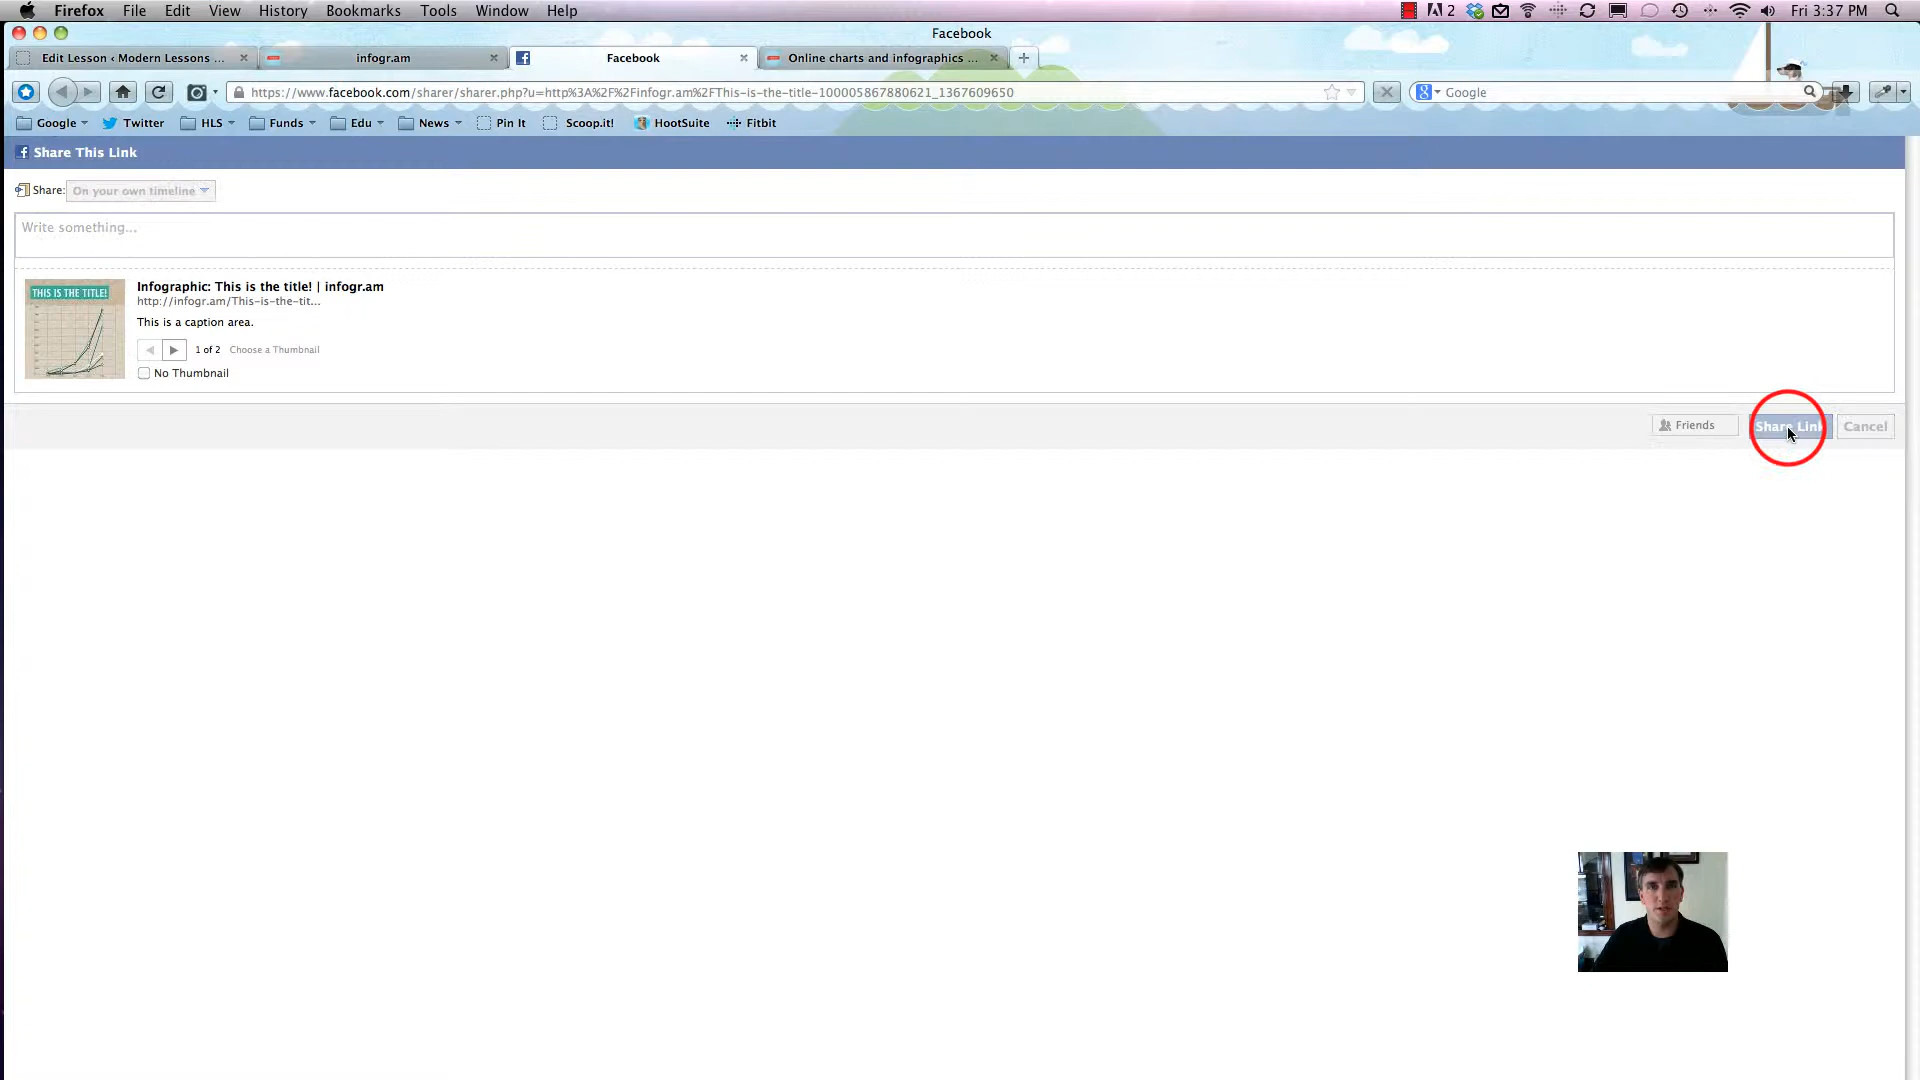 Firefox File Edit View History Bookmarks Tools Window Help 2 Fri 3:37 PM
Facebook
Edit Lesson ‹ Modern Lessons ... infogr.am Facebook Online charts and infographics ...
https://www.facebook.com/sharer/sharer.php?u=http%3A%2F%2Finfogr.am%2FThis-is-the-title-100005867880621_1367609650 Google
Google Twitter HLS Funds Edu News Pin It Scoop.it! HootSuite Fitbit
Share This Link
Share: On your own timeline
Write something...
THIS IS THE TITLE!
Infographic: This is the title! | infogr.am
http://infogr.am/This-is-the-tit...
This is a caption area.
1 of 2 Choose a Thumbnail
No Thumbnail
Friends Share Link Cancel